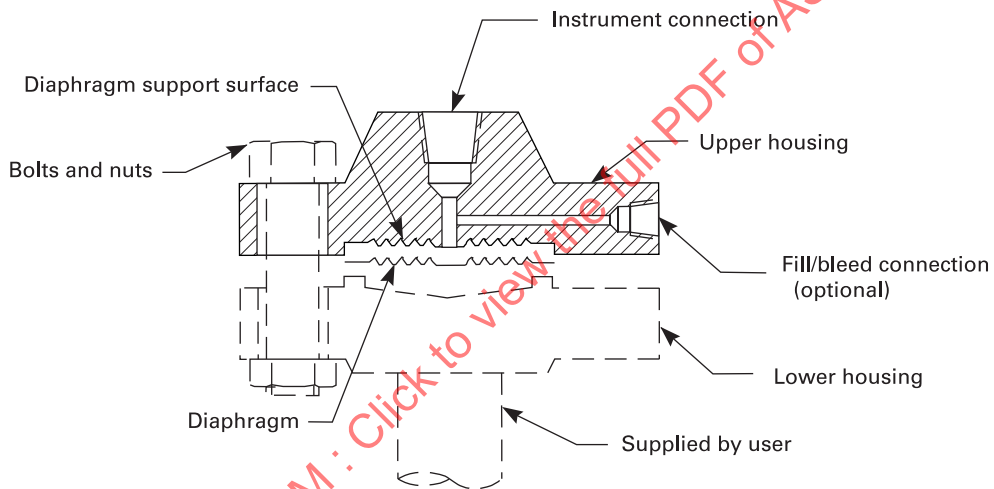 Instrument connection
Diaphragm support surface
Upper housing
Bolts and nuts
Fill/bleed connection
(optional)
Lower housing
Diaphragm
Supplied by user
M : Click to view the full PDF of AS